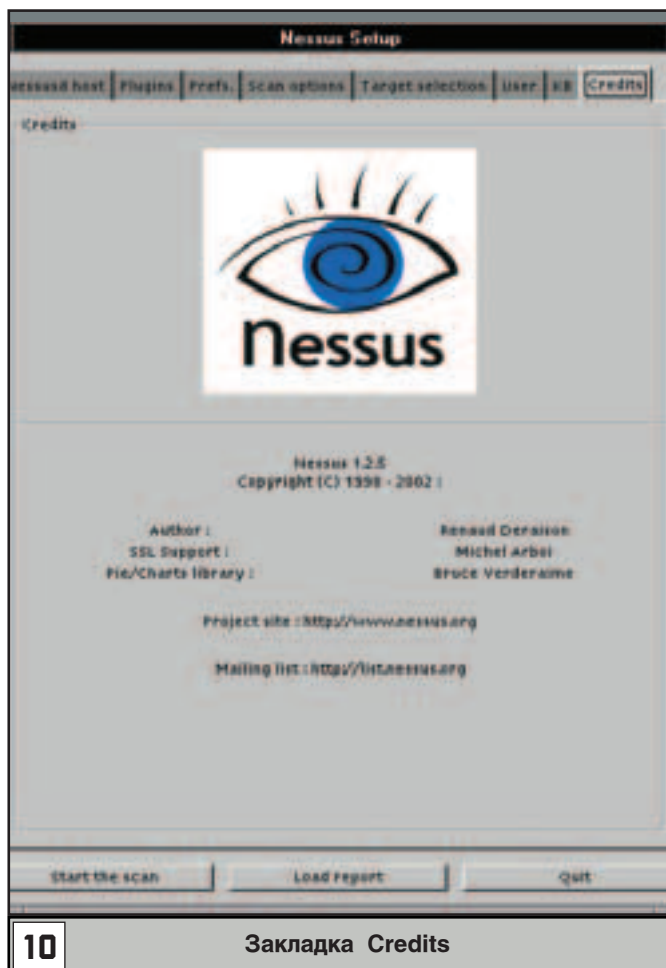 Nessus Setup
nessusd host Plugins Prefs. Scan options Target selection User KB Credits
Credits
Nessus
Nessus 1.2.5
Copyright (C) 1998 - 2002 :
Author : Renaud Deraison
SSL Support : Michel Arboi
Pie/Charts library : Bruce Verderaime
Project site : http://www.nessus.org
Mailing list : http://list.nessus.org
Start the scan Load report Quit
10 Закладка Credits